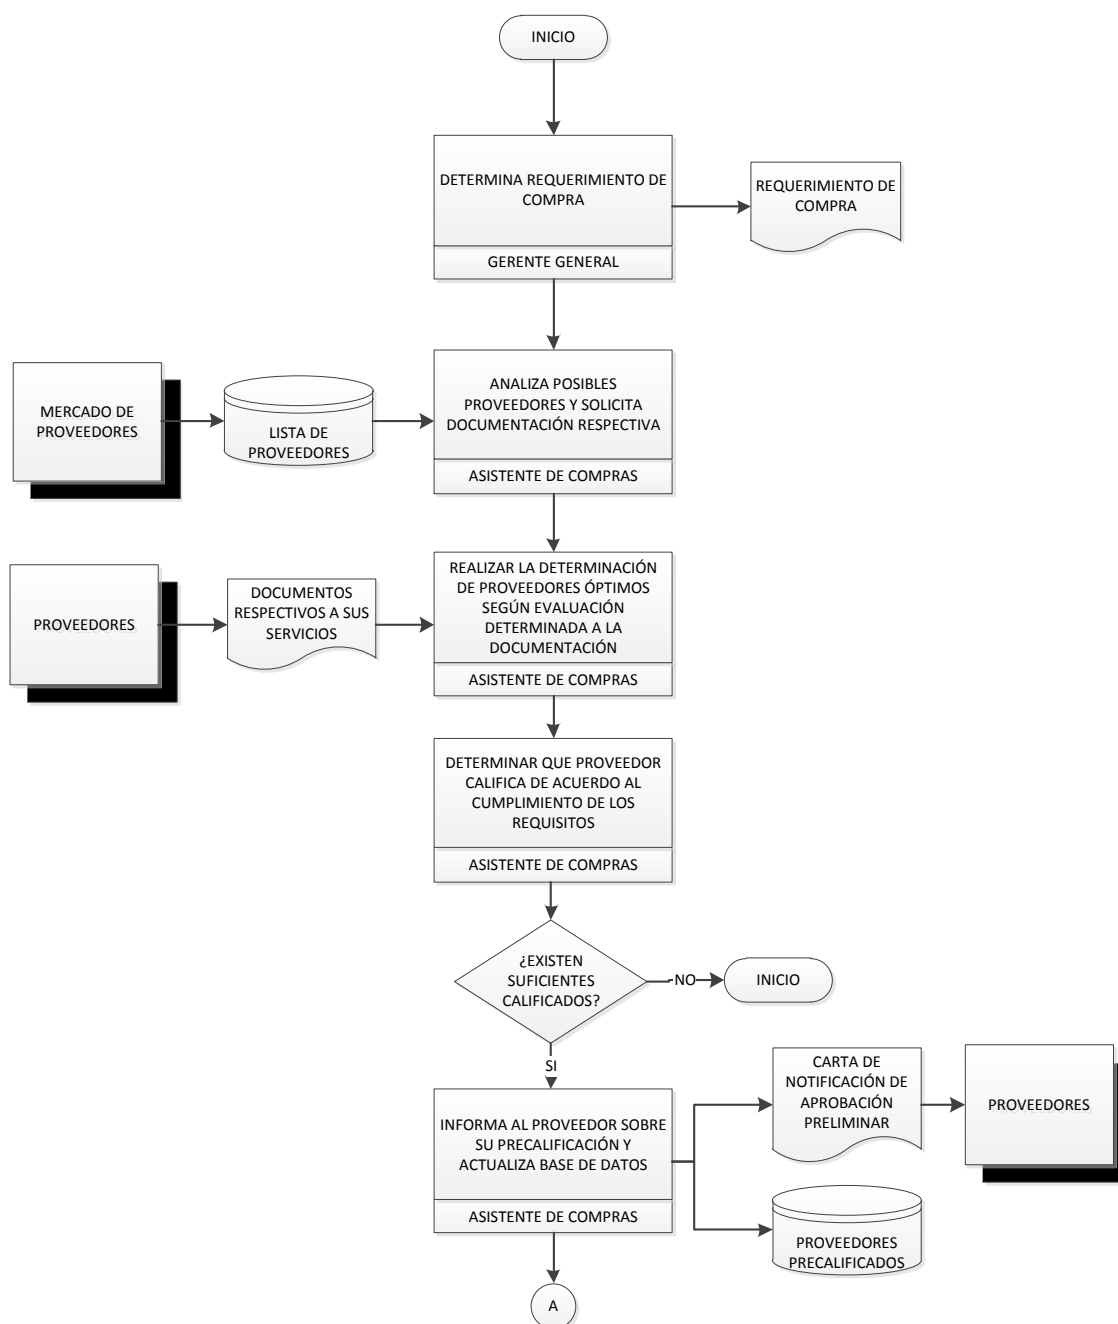 INICIO
DETERMINA REQUERIMIENTO DE
COMPRA
GERENTE GENERAL
REQUERIMIENTO DE
COMPRA
MERCADO DE
PROVEEDORES
LISTA DE
PROVEEDORES
ANALIZA POSIBLES
PROVEEDORES Y SOLICITA
DOCUMENTACIÓN RESPECTIVA
ASISTENTE DE COMPRAS
PROVEEDORES
DOCUMENTOS
RESPECTIVOS A SUS
SERVICIOS
REALIZAR LA DETERMINACIÓN
DE PROVEEDORES ÓPTIMOS
SEGÚN EVALUACIÓN
DETERMINADA A LA
DOCUMENTACIÓN
ASISTENTE DE COMPRAS
DETERMINAR QUE PROVEEDOR
CALIFICA DE ACUERDO AL
CUMPLIMIENTO DE LOS
REQUISITOS
ASISTENTE DE COMPRAS
¿EXISTEN
SUFICIENTES
CALIFICADOS?
NO
INICIO
SI
INFORMA AL PROVEEDOR SOBRE
SU PRECALIFICACIÓN Y
ACTUALIZA BASE DE DATOS
ASISTENTE DE COMPRAS
CARTA DE
NOTIFICACIÓN DE
APROBACIÓN
PRELIMINAR
PROVEEDORES
PROVEEDORES
PRECALIFICADOS
A